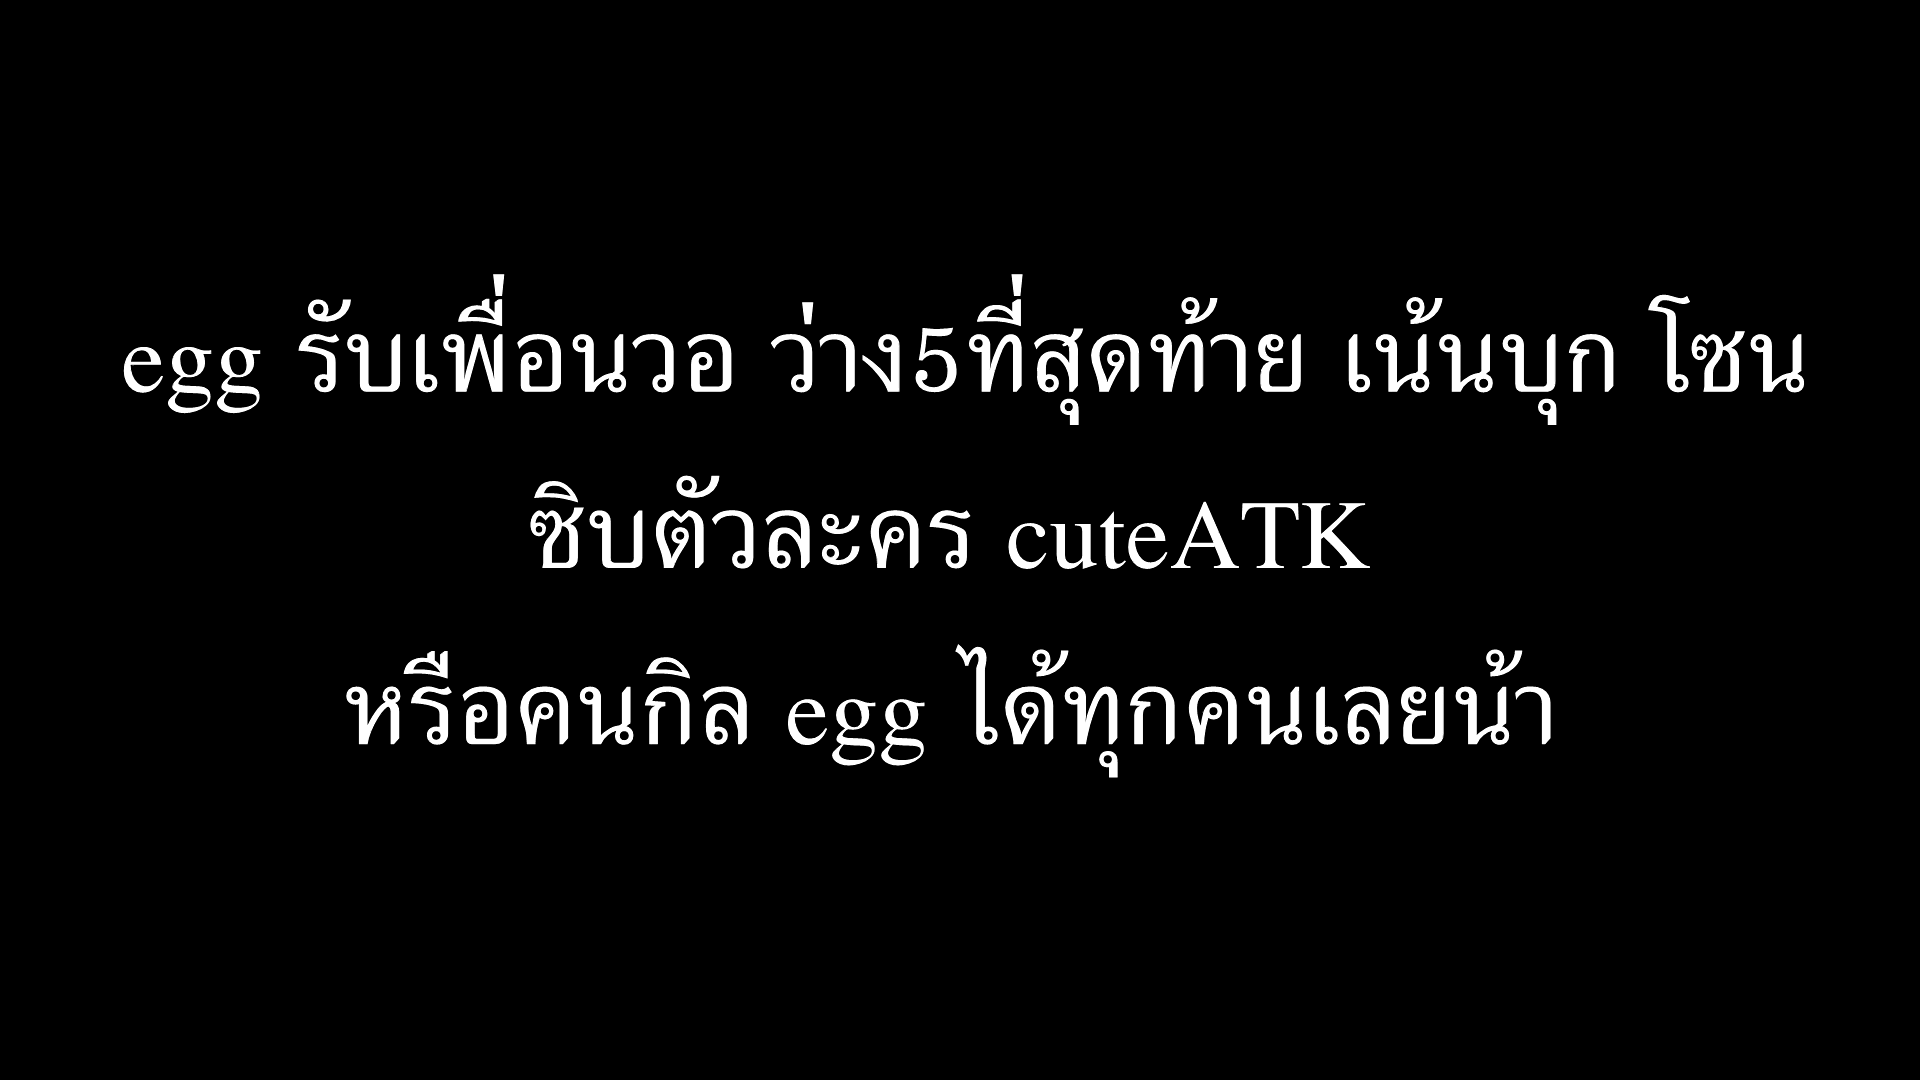 egg รับเพื่อนวอ ว่าง5ที่สุดท้าย เน้นบุก โซน
ซิบตัวละคร cuteATK
หรือคนกิล egg ได้ทุกคนเลยน้า